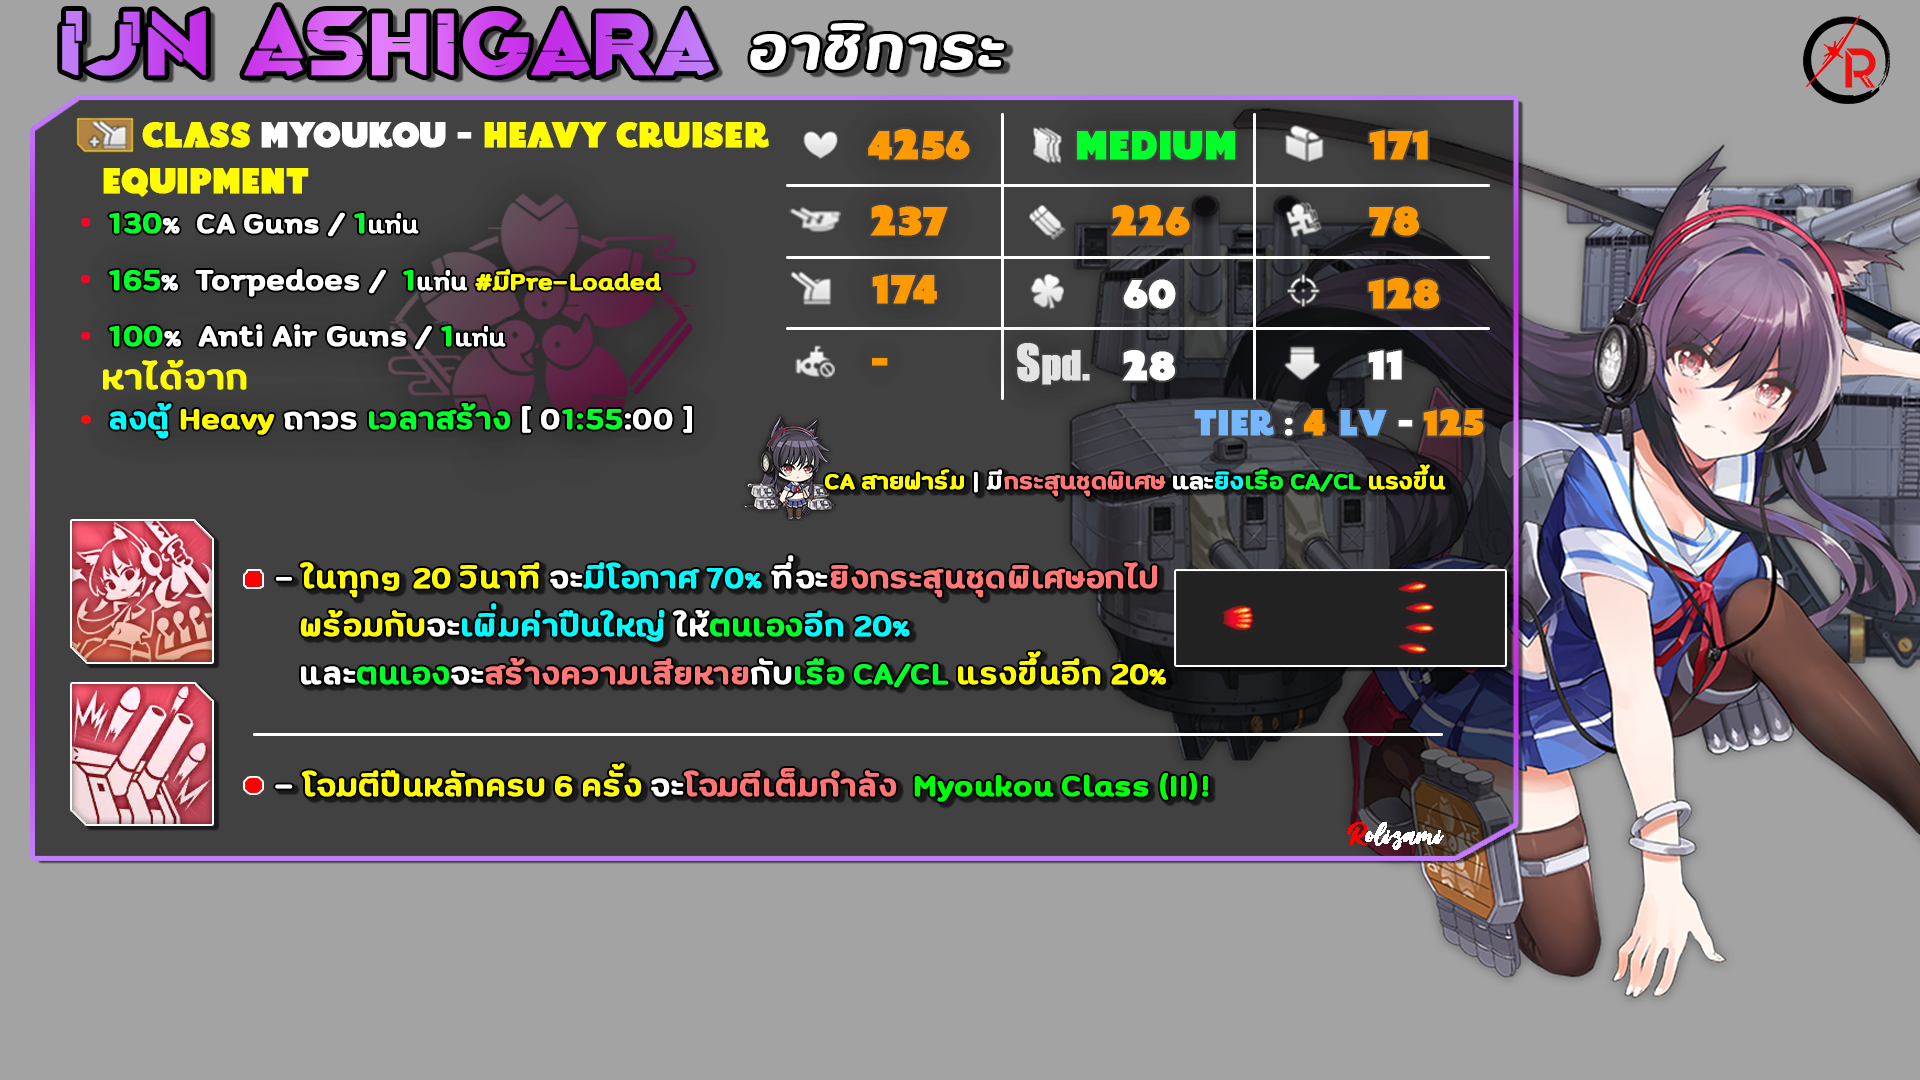 IJN ASHIGARA อาชิการะ
R
CLASS MYOUKOU - HEAVY CRUISER
EQUIPMENT
130% CA Guns / 1แท่น
165% Torpedoes / 1แท่น #มีPre-Loaded
100% Anti Air Guns / 1แท่น
หาได้จาก
ลงตู้ Heavy ถาวร เวลาสร้าง [ 01:55:00 ]
4256 MEDIUM 171
237 226 78
174 60 128
- Spd. 28 11
TIER : 4 LV - 125
CA สายฟาร์ม | มีกระสุนชุดพิเศษ และยิงเรือ CA/CL แรงขึ้น
- ในทุกๆ 20 วินาที จะมีโอกาศ 70% ที่จะยิงกระสุนชุดพิเศษอกไป
พร้อมกับจะเพิ่มค่าปืนใหญ่ ให้ตนเองอีก 20%
และตนเองจะสร้างความเสียหายกับเรือ CA/CL แรงขึ้นอีก 20%
- โจมตีปืนหลักครบ 6 ครั้ง จะโจมตีเต็มกำลัง Myoukou Class (II)!
Rolizami